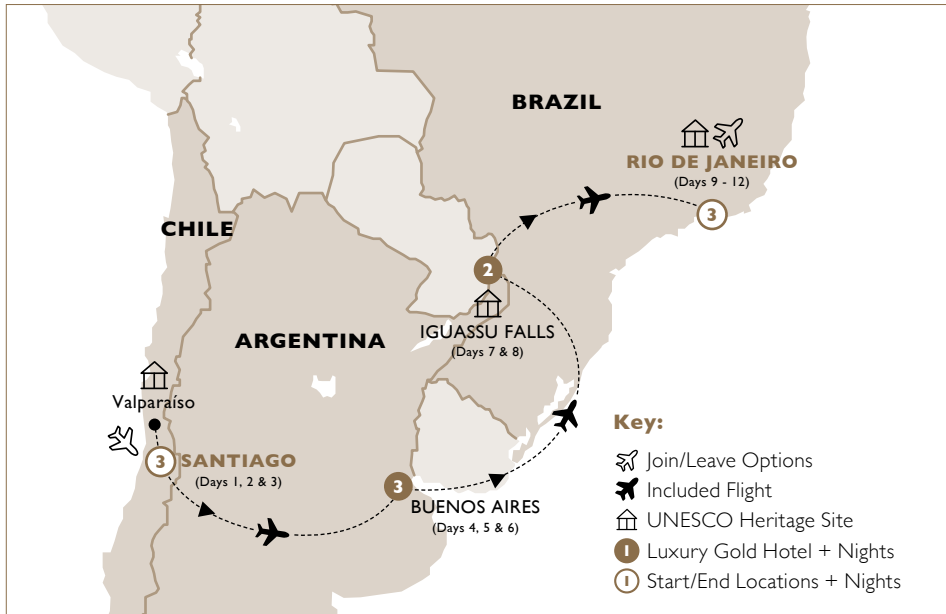 BRAZIL
RIO DE JANEIRO
(Days 9 - 12)
3
CHILE
2
IGUASSU FALLS
(Days 7 & 8)
ARGENTINA
Valparaíso
3
SANTIAGO
(Days 1, 2 & 3)
3
BUENOS AIRES
(Days 4, 5 & 6)
Key:
Join/Leave Options
Included Flight
UNESCO Heritage Site
1 Luxury Gold Hotel + Nights
1 Start/End Locations + Nights